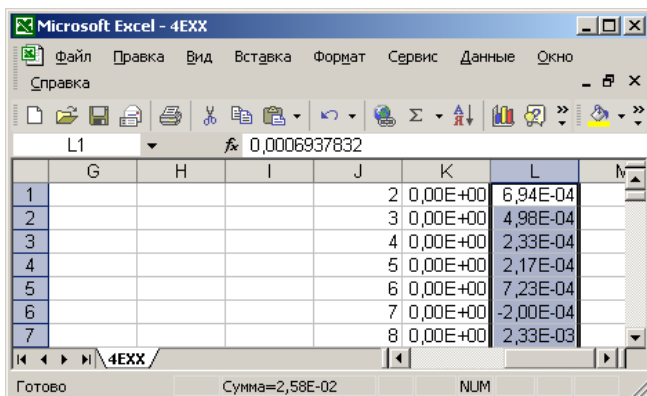 Microsoft Excel - 4EXX
Файл Правка Вид Вставка Формат Сервис Данные Окно
Справка
L1 fx 0,0006937832
G H I J K L
1 2 0,00E+00 6,94E-04
2 3 0,00E+00 4,98E-04
3 4 0,00E+00 2,33E-04
4 5 0,00E+00 2,17E-04
5 6 0,00E+00 7,23E-04
6 7 0,00E+00 -2,00E-04
7 8 0,00E+00 2,33E-03
4EXX
Готово Сумма=2,58E-02 NUM